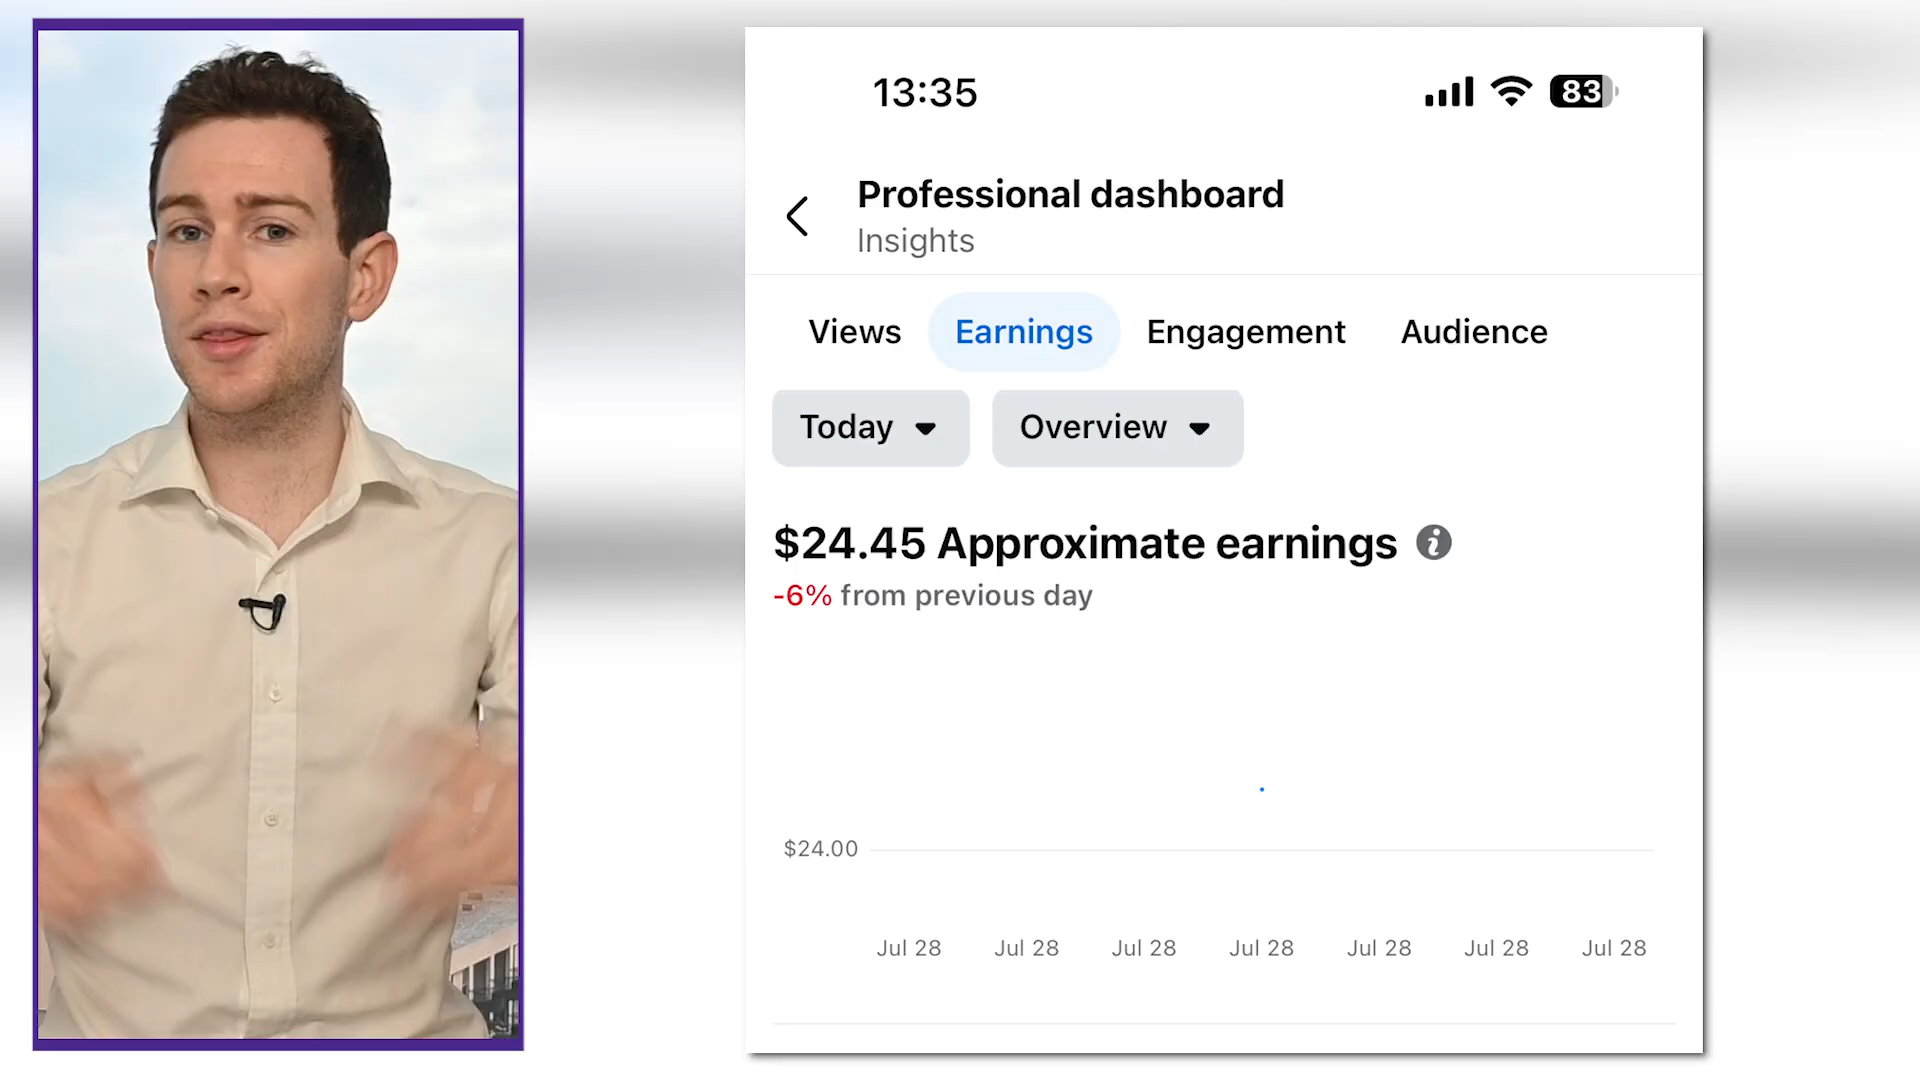 13:35
83
Professional dashboard
Insights
Views Earnings Engagement Audience
Today Overview
$24.45 Approximate earnings
-6% from previous day
$24.00
Jul 28 Jul 28 Jul 28 Jul 28 Jul 28 Jul 28 Jul 28